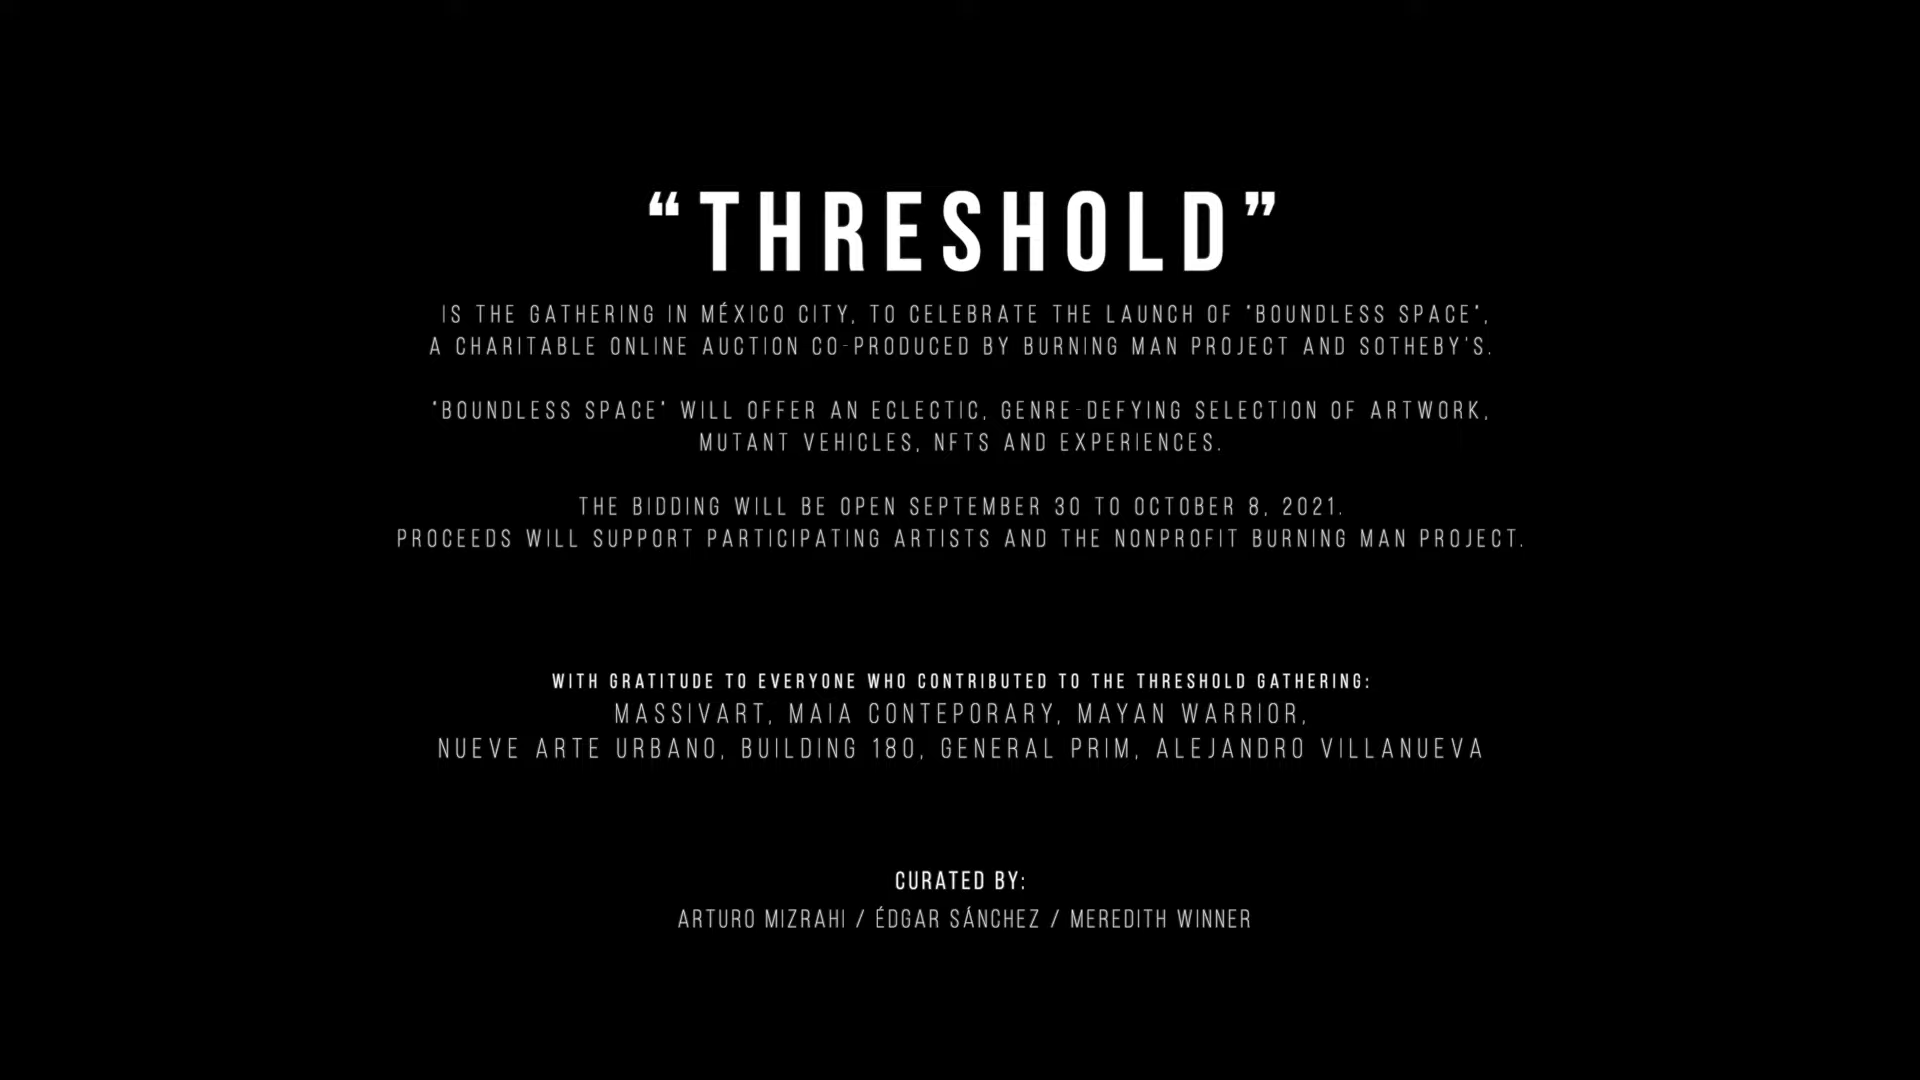 “THRESHOLD”
IS THE GATHERING IN MÉXICO CITY, TO CELEBRATE THE LAUNCH OF "BOUNDLESS SPACE",
A CHARITABLE ONLINE AUCTION CO-PRODUCED BY BURNING MAN PROJECT AND SOTHEBY'S.
"BOUNDLESS SPACE" WILL OFFER AN ECLECTIC, GENRE-DEFYING SELECTION OF ARTWORK,
MUTANT VEHICLES, NFTS AND EXPERIENCES.
THE BIDDING WILL BE OPEN SEPTEMBER 30 TO OCTOBER 8, 2021.
PROCEEDS WILL SUPPORT PARTICIPATING ARTISTS AND THE NONPROFIT BURNING MAN PROJECT.
WITH GRATITUDE TO EVERYONE WHO CONTRIBUTED TO THE THRESHOLD GATHERING:
MASSIVART, MAIA CONTEPORARY, MAYAN WARRIOR,
NUEVE ARTE URBANO, BUILDING 180, GENERAL PRIM, ALEJANDRO VILLANUEVA
CURATED BY:
ARTURO MIZRAHI / ÉDGAR SÁNCHEZ / MEREDITH WINNER